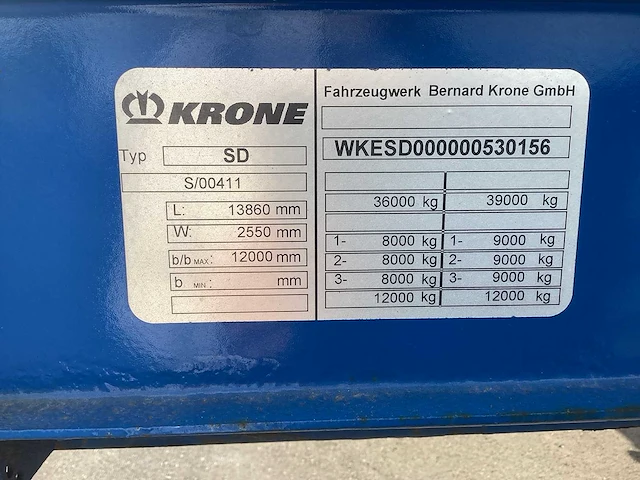 KRONE
Typ SD
S/00411
L: 13860 mm
W: 2550 mm
b/b MAX.: 12000 mm
b MIN.: mm
Fahrzeugwerk Bernard Krone GmbH
WKESD000000530156
36000 kg 39000 kg
1- 8000 kg 1- 9000 kg
2- 8000 kg 2- 9000 kg
3- 8000 kg 3- 9000 kg
12000 kg 12000 kg